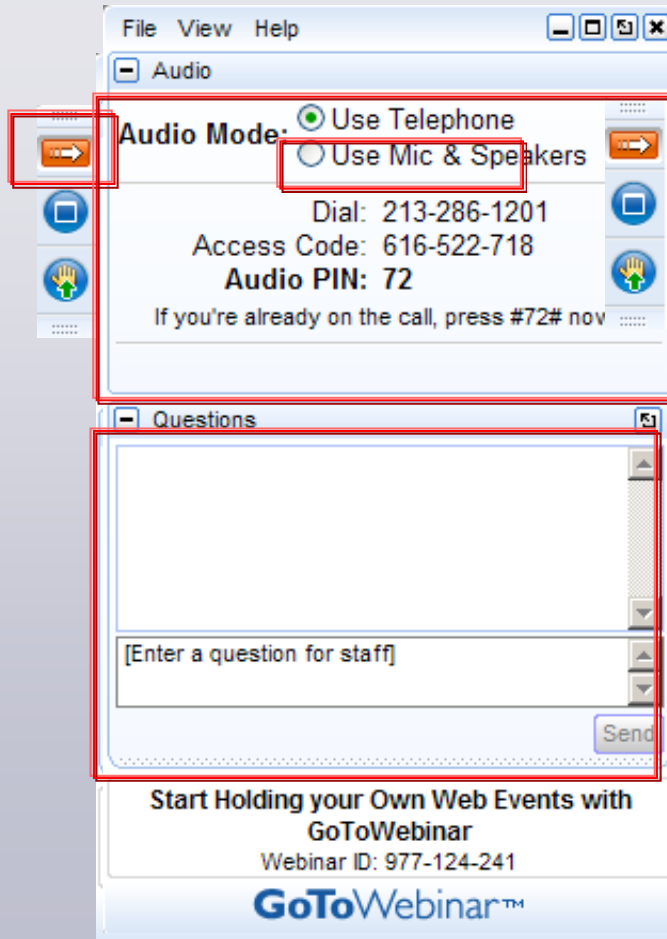 File View Help
Audio
Audio Mode: Use Telephone
Use Mic & Speakers
Dial: 213-286-1201
Access Code: 616-522-718
Audio PIN: 72
If you're already on the call, press #72# nov
Questions
[Enter a question for staff]
Send
Start Holding your Own Web Events with
GoToWebinar
Webinar ID: 977-124-241
GoToWebinar™